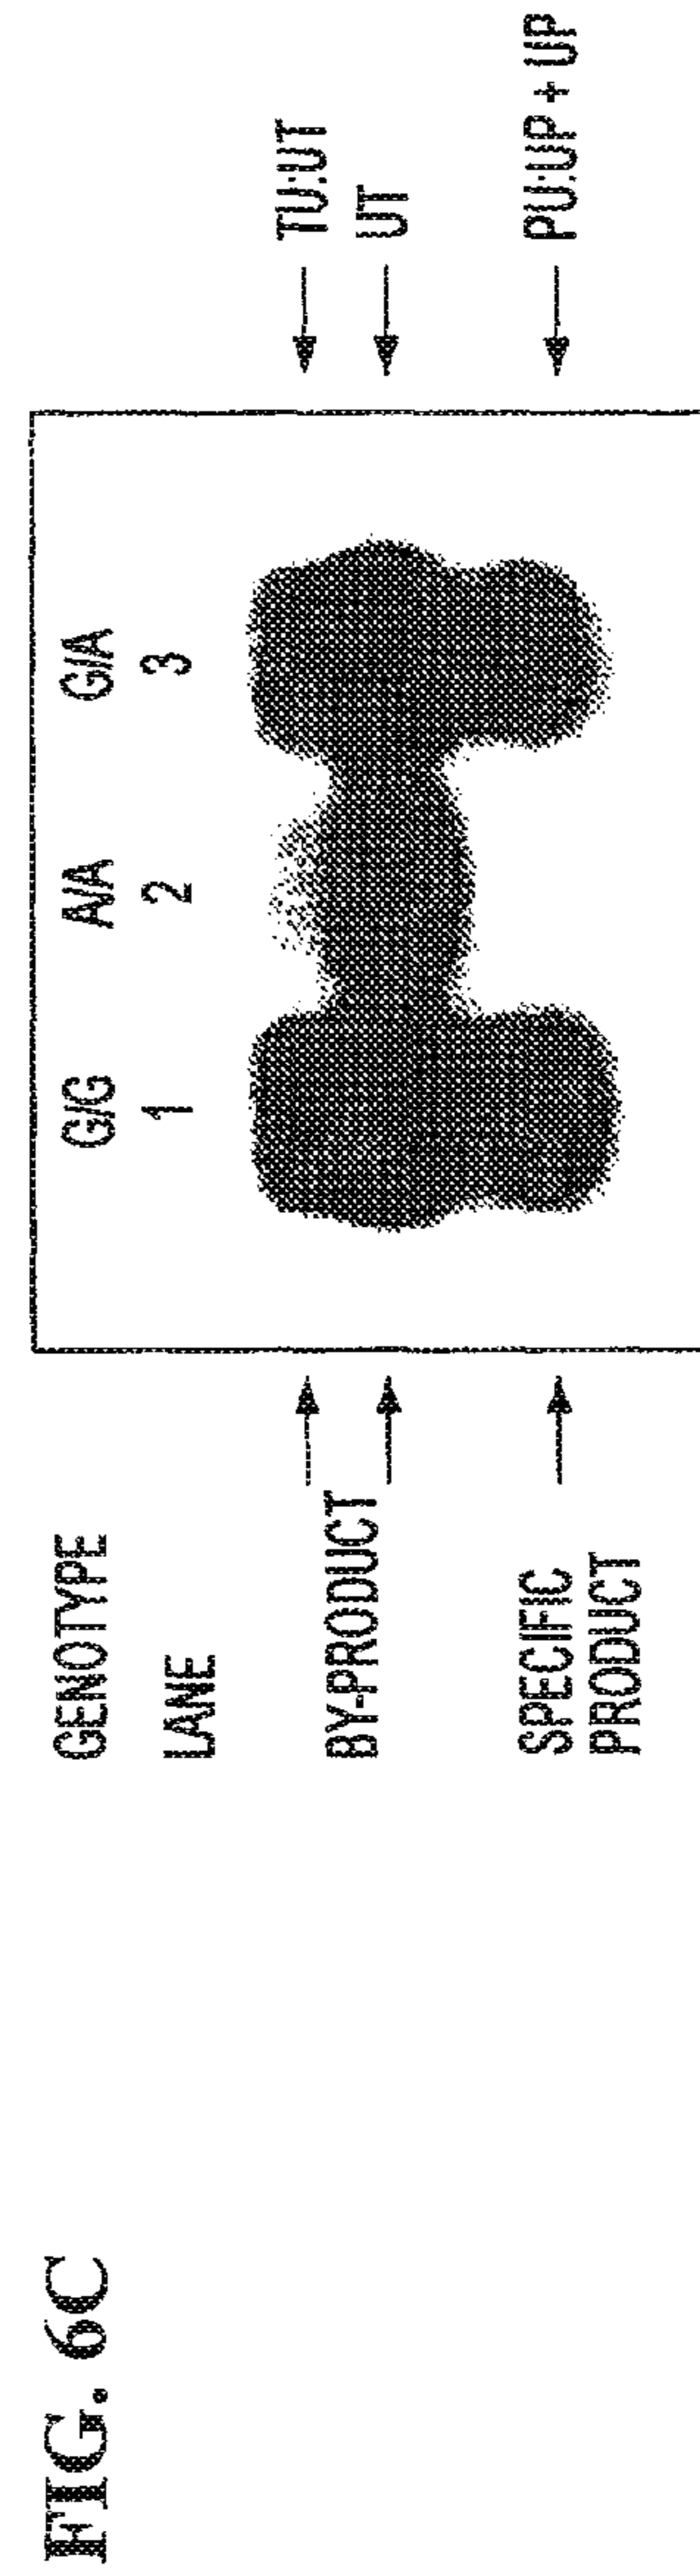 FIG. 6C
GENOTYPE G/G A/A G/A
LANE 1 2 3
BY-PRODUCT TU:UT
UT
SPECIFIC PRODUCT PU:UP + UP